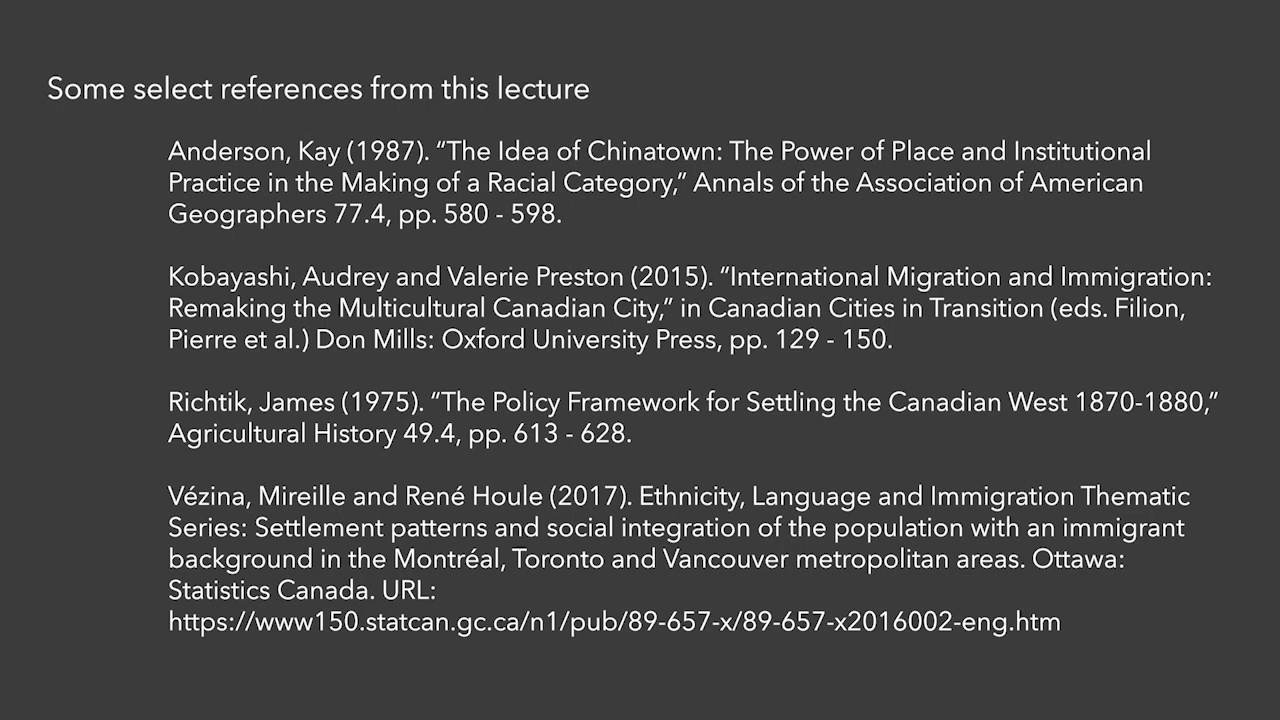 Some select references from this lecture
Anderson, Kay (1987). “The Idea of Chinatown: The Power of Place and Institutional
Practice in the Making of a Racial Category,” Annals of the Association of American
Geographers 77.4, pp. 580 - 598.
Kobayashi, Audrey and Valerie Preston (2015). “International Migration and Immigration:
Remaking the Multicultural Canadian City,” in Canadian Cities in Transition (eds. Filion,
Pierre et al.) Don Mills: Oxford University Press, pp. 129 - 150.
Richtik, James (1975). “The Policy Framework for Settling the Canadian West 1870-1880,”
Agricultural History 49.4, pp. 613 - 628.
Vézina, Mireille and René Houle (2017). Ethnicity, Language and Immigration Thematic
Series: Settlement patterns and social integration of the population with an immigrant
background in the Montréal, Toronto and Vancouver metropolitan areas. Ottawa:
Statistics Canada. URL:
https://www150.statcan.gc.ca/n1/pub/89-657-x/89-657-x2016002-eng.htm